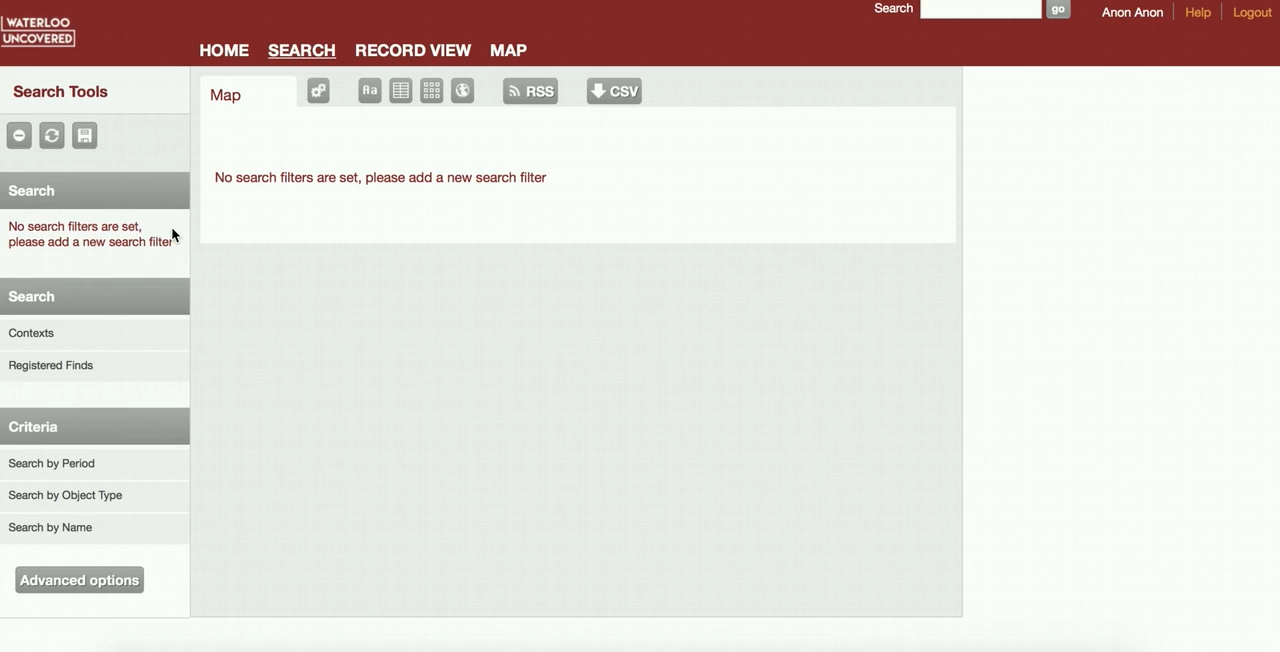 Search
go
Anon Anon
Help
Logout
WATERLOO
UNCOVERED
HOME
SEARCH
RECORD VIEW
MAP
Search Tools
Map
Aa
RSS
CSV
No search filters are set, please add a new search filter
Search
No search filters are set,
please add a new search filter
Search
Contexts
Registered Finds
Criteria
Search by Period
Search by Object Type
Search by Name
Advanced options